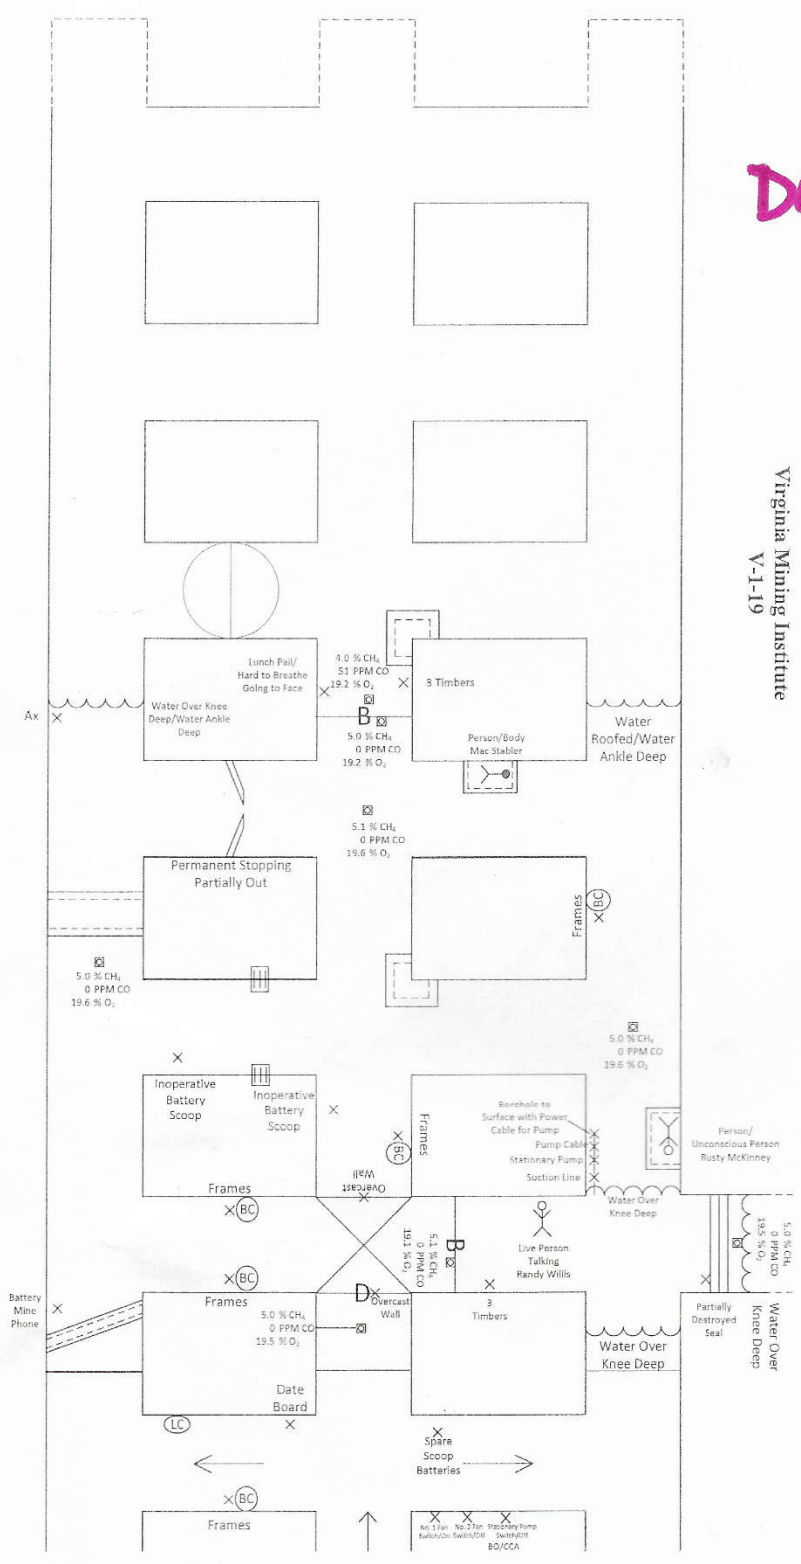 Virginia Mining Institute
V-1-19
Lunch Pail/
Hard to Breathe
Going to Face
4.0 % CH₄
51 PPM CO
19.2 % O₂
3 Timbers
Ax
Water Over Knee
Deep/Water Ankle
Deep
B
5.0 % CH₄
0 PPM CO
19.2 % O₂
Person/Body
Mac Stabler
Water
Roofed/Water
Ankle Deep
5.1 % CH₄
0 PPM CO
19.6 % O₂
Permanent Stopping
Partially Out
Frames
BC
5.0 % CH₄
0 PPM CO
19.6 % O₂
5.0 % CH₄
0 PPM CO
19.6 % O₂
Inoperative
Battery
Scoop
Inoperative
Battery
Scoop
Frames
BC
Borehole to
Surface with Power
Cable for Pump
Pump Cable
Stationary Pump
Suction Line
Person/
Unconscious Person
Rusty McKinney
Overcast
Wall
Frames
BC
Water Over
Knee Deep
5.1 % CH₄
0 PPM CO
19.1 % O₂
B
Live Person
Talking
Randy Willis
5.0 % CH₄
0 PPM CO
19.5 % O₂
BC
Frames
Battery
Mine
Phone
D
Overcast
Wall
5.0 % CH₄
0 PPM CO
19.5 % O₂
3
Timbers
Water Over
Knee Deep
Partially
Destroyed
Seal
Water Over
Knee Deep
Date
Board
LC
Spare
Scoop
Batteries
BC
Frames
No. 1 Fan
Switch/On
No. 2 Fan
Switch/Off
Stationary Pump
Switch/Off
BO/CCA